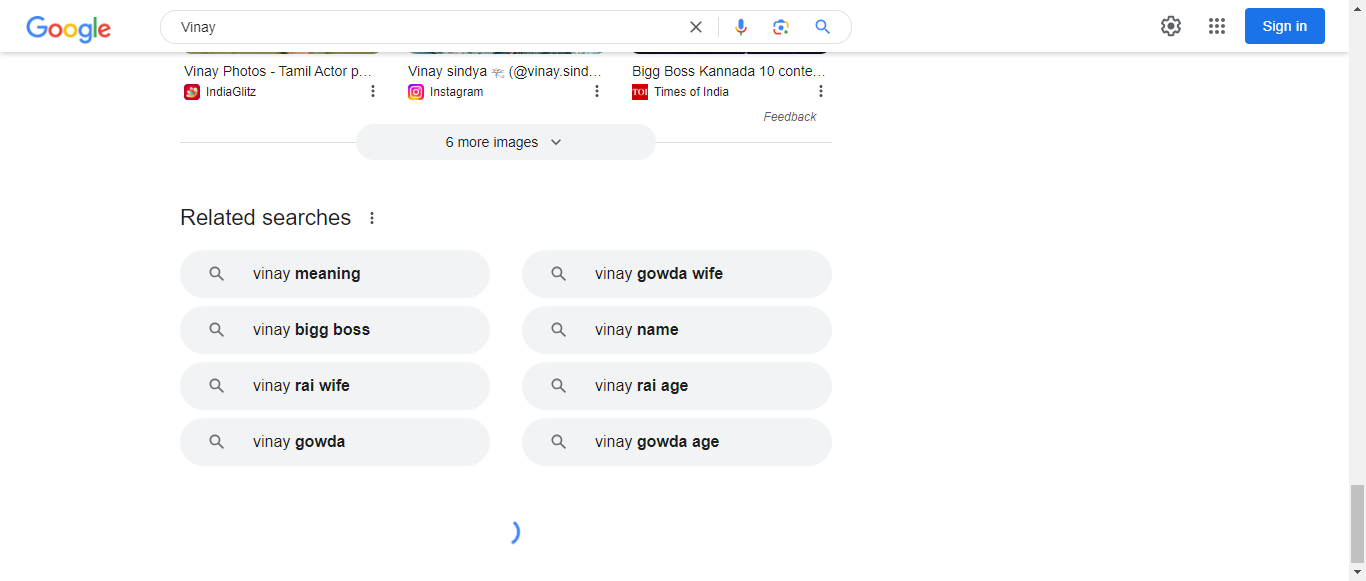 Google
Vinay
Sign in
Vinay Photos - Tamil Actor p...
Vinay sindya (@vinay.sind...
Bigg Boss Kannada 10 conte...
IndiaGlitz
Instagram
TOI Times of India
Feedback
6 more images
Related searches
vinay meaning
vinay gowda wife
vinay bigg boss
vinay name
vinay rai wife
vinay rai age
vinay gowda
vinay gowda age